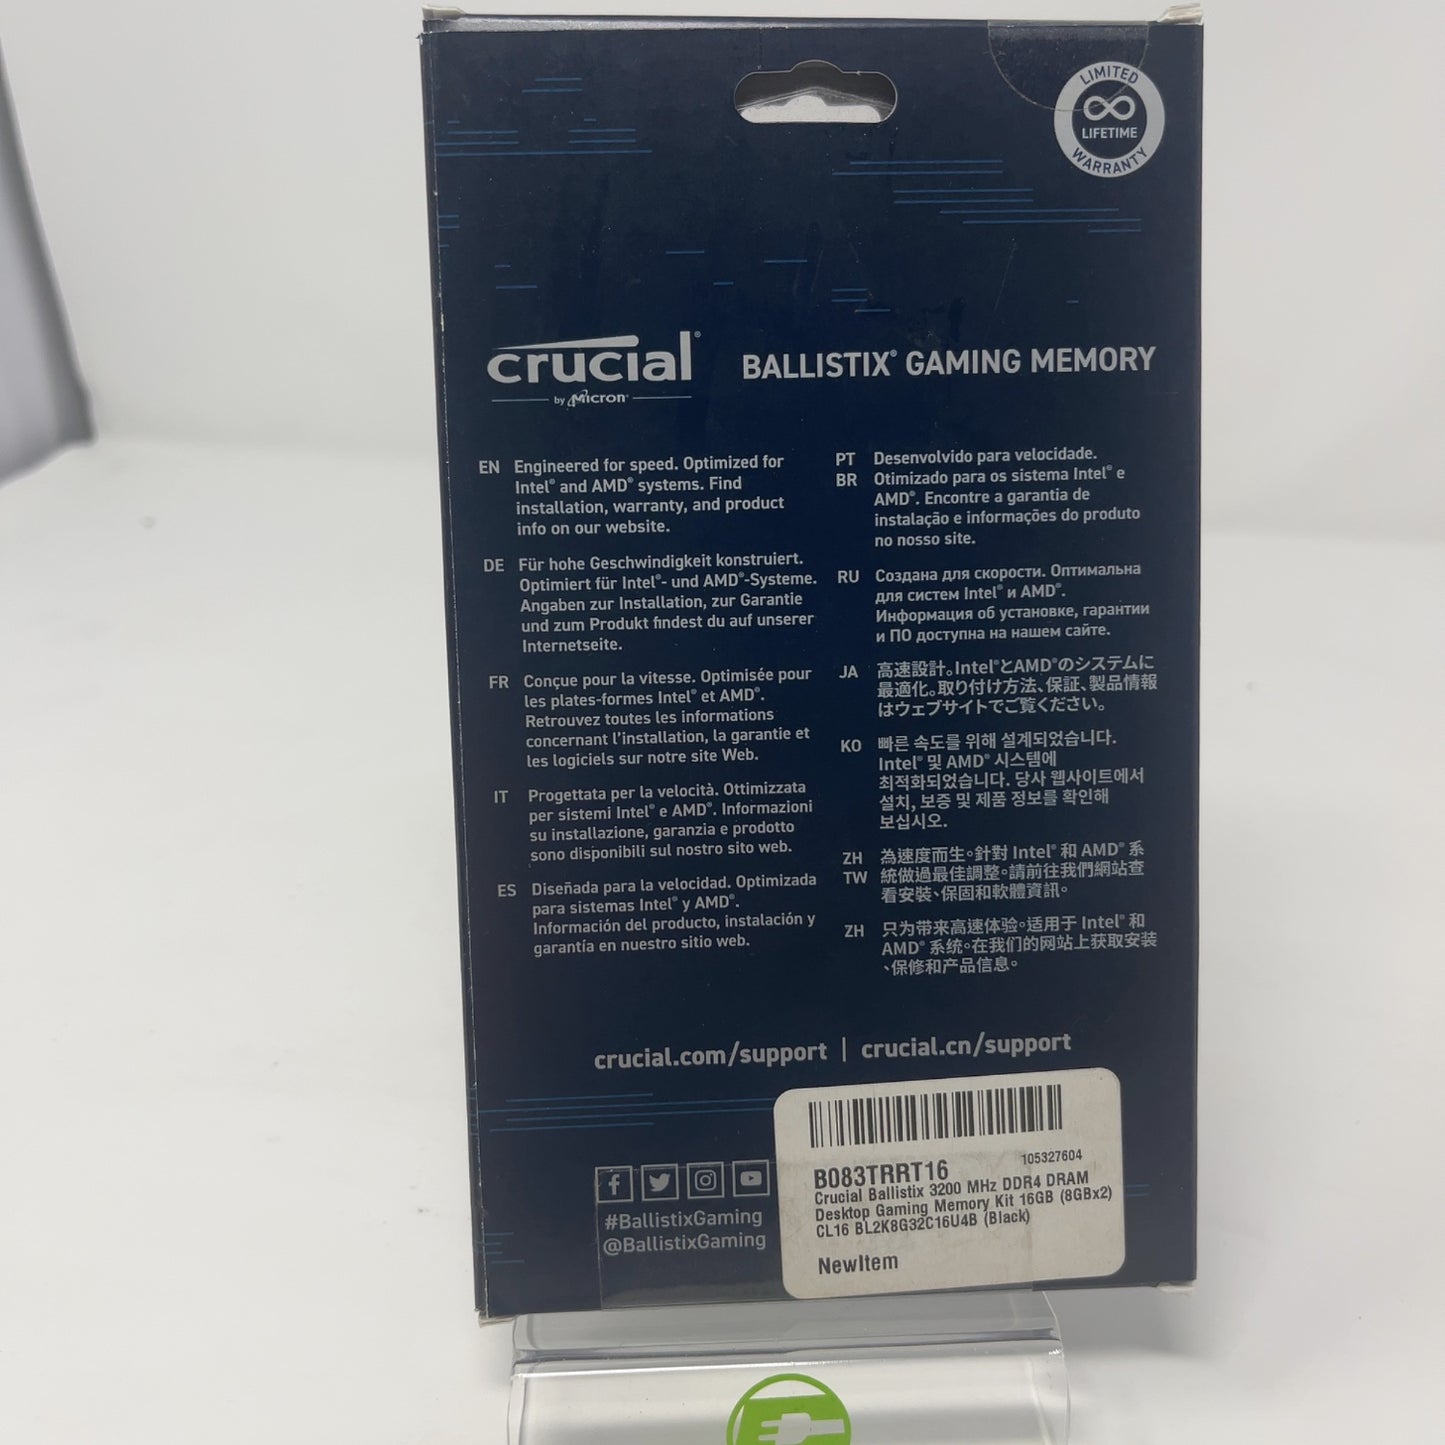 LIMITED
LIFETIME
WARRANTY
crucial®
by Micron®
BALLISTIX® GAMING MEMORY
EN Engineered for speed. Optimized for
Intel® and AMD® systems. Find
installation, warranty, and product
info on our website.
DE Für hohe Geschwindigkeit konstruiert.
Optimiert für Intel®- und AMD®-Systeme.
Angaben zur Installation, zur Garantie
und zum Produkt findest du auf unserer
Internetseite.
FR Conçue pour la vitesse. Optimisée pour
les plates-formes Intel® et AMD®.
Retrouvez toutes les informations
concernant l'installation, la garantie et
les logiciels sur notre site Web.
IT Progettata per la velocità. Ottimizzata
per sistemi Intel® e AMD®. Informazioni
su installazione, garanzia e prodotto
sono disponibili sul nostro sito web.
ES Diseñada para la velocidad. Optimizada
para sistemas Intel® y AMD®.
Información del producto, instalación y
garantía en nuestro sitio web.
PT Desenvolvido para velocidade.
BR Otimizado para os sistema Intel® e
AMD®. Encontre a garantia de
instalação e informações do produto
no nosso site.
RU Создана для скорости. Оптимальна
для систем Intel® и AMD®.
Информация об установке, гарантии
и ПО доступна на нашем сайте.
JA 高速設計。Intel®とAMD®のシステムに
最適化。取り付け方法、保証、製品情報
はウェブサイトでご覧ください。
KO 빠른 속도를 위해 설계되었습니다.
Intel® 및 AMD® 시스템에
최적화되었습니다. 당사 웹사이트에서
설치, 보증 및 제품 정보를 확인해
보십시오.
ZH 為速度而生。針對 Intel® 和 AMD® 系
TW 統做過最佳調整。請前往我們網站查
看安裝、保固和軟體資訊。
ZH 只为带来高速体验。适用于 Intel® 和
AMD® 系统。在我们的网站上获取安装
、保修和产品信息。
crucial.com/support | crucial.cn/support
#BallistixGaming
@BallistixGaming
B083TRRT16 105327604
Crucial Ballistix 3200 MHz DDR4 DRAM
Desktop Gaming Memory Kit 16GB (8GBx2)
CL16 BL2K8G32C16U4B (Black)
NewItem